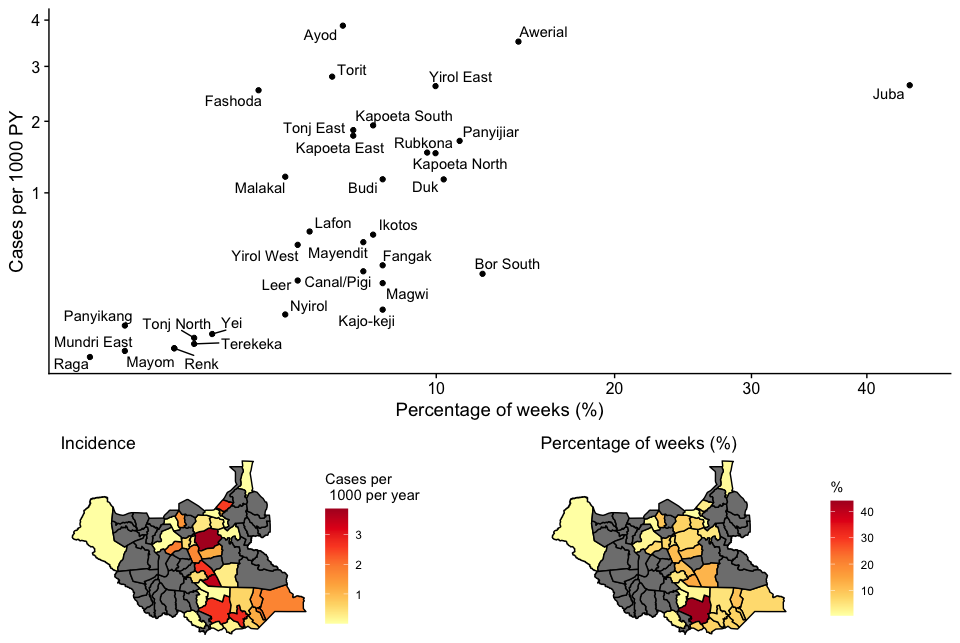 4
Ayod
Awerial
3
Torit
Yirol East
Fashoda
Juba
Cases per 1000 PY
2
Kapoeta South
Tonj East
Panyijiar
Kapoeta East
Rubkona
Kapoeta North
Malakal
Budi
Duk
1
Lafon
Ikotos
Yirol West
Mayendit
Fangak
Bor South
Leer
Canal/Pigi
Magwi
Nyirol
Kajo-keji
Panyikang
Tonj North
Yei
Mundri East
Terekeka
Raga
Mayom
Renk
10
20
30
40
Percentage of weeks (%)
Incidence
Cases per
1000 per year
3
2
1
Percentage of weeks (%)
%
40
30
20
10